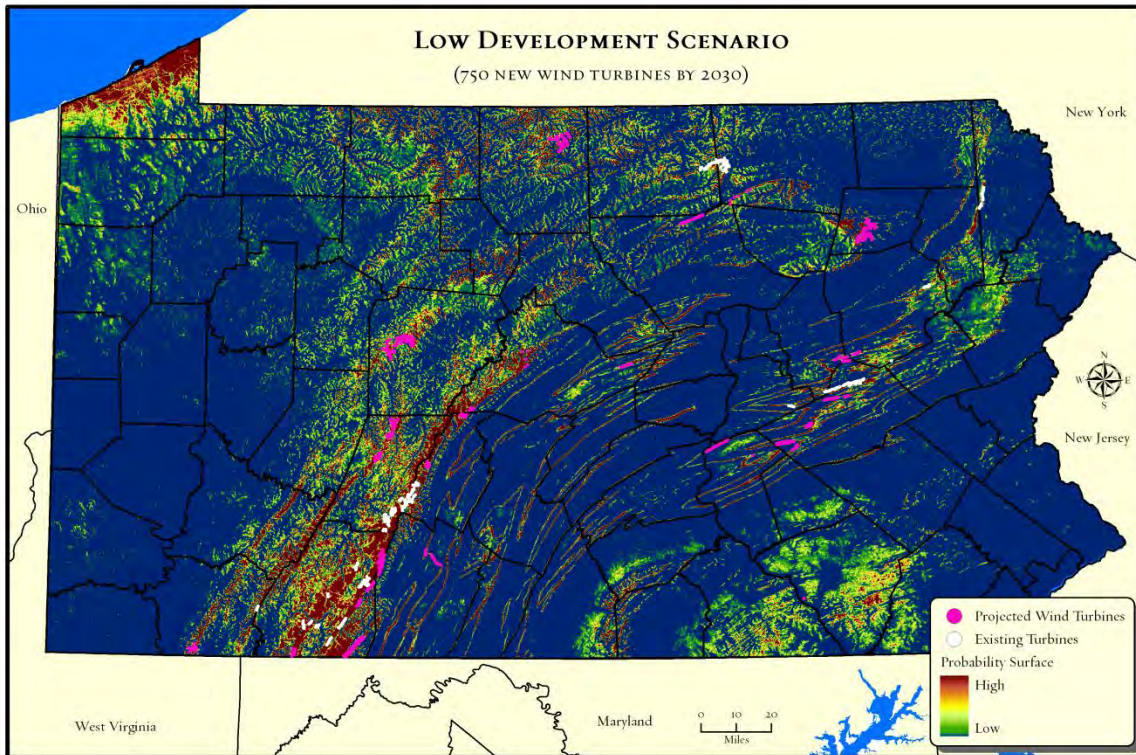 LOW DEVELOPMENT SCENARIO
(750 NEW WIND TURBINES BY 2030)
New York
Ohio
N
W E
S
New Jersey
Projected Wind Turbines
Existing Turbines
Probability Surface
High
Low
West Virginia
Maryland
0 10 20
Miles